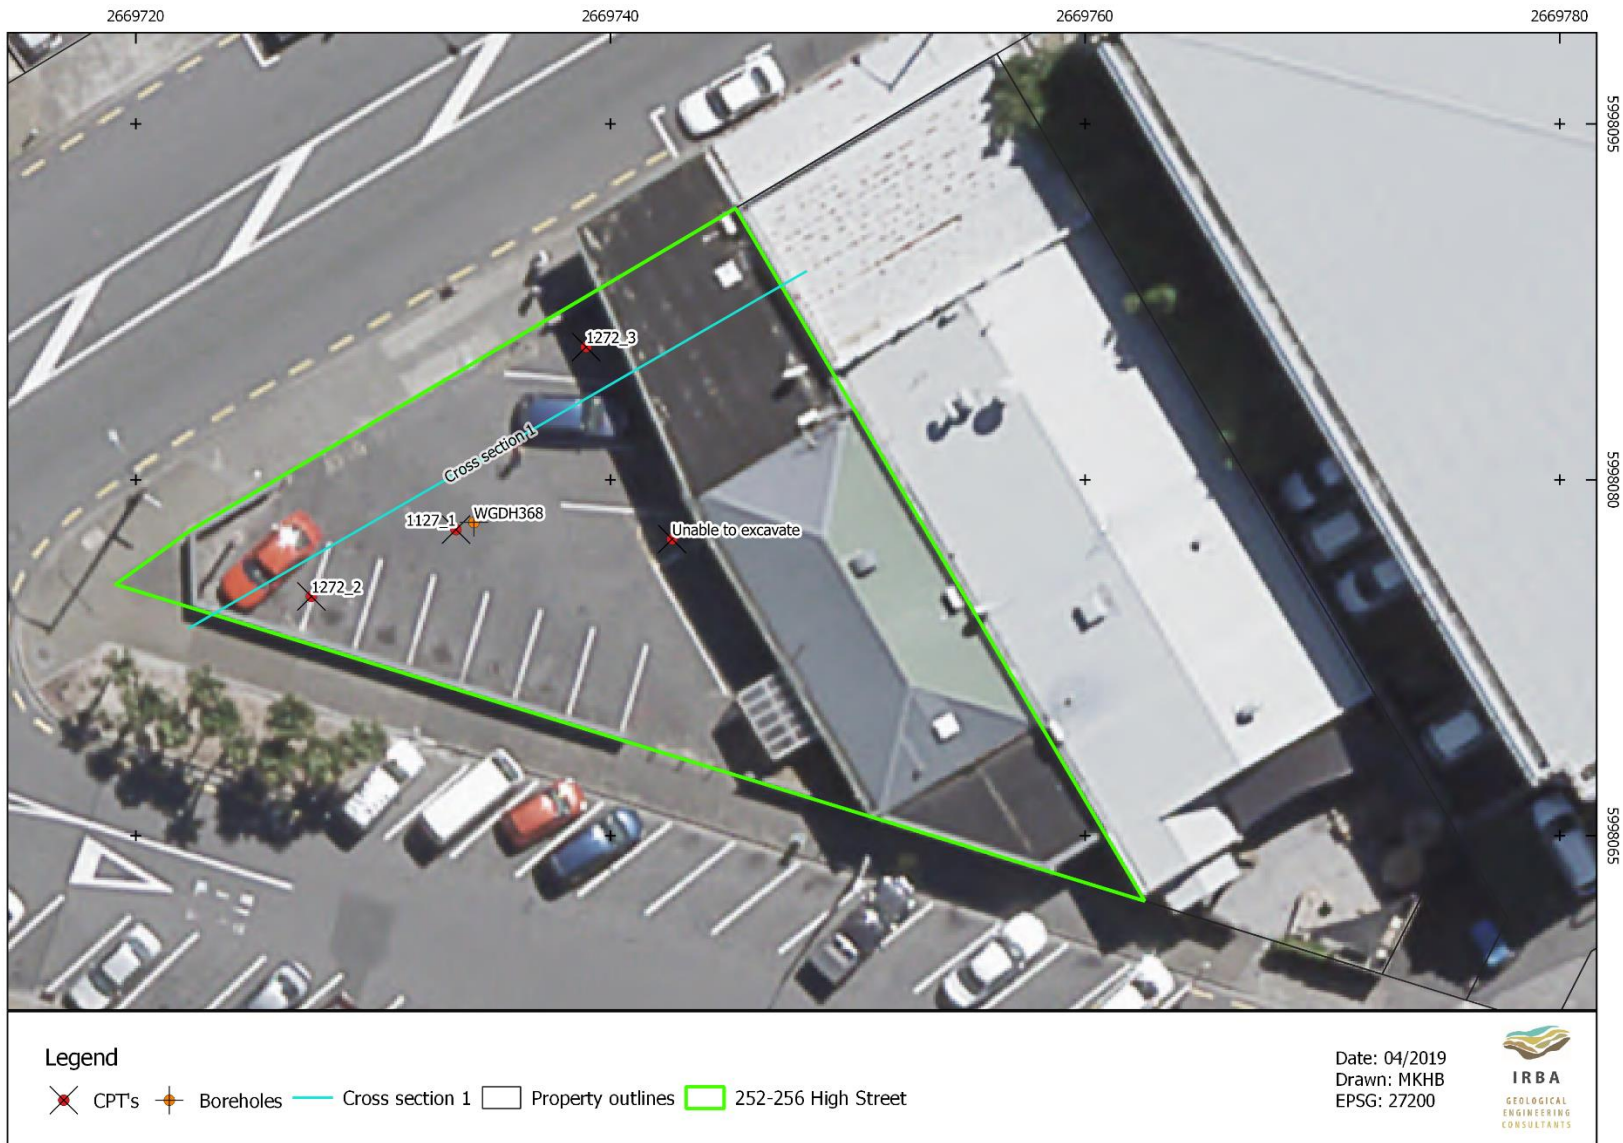 2669720 2669740 2669760 2669780
5998095
1272_3
Cross section 1
5998080
1127_1 WGDH368
Unable to excavate
1272_2
5998065
Legend
CPT's Boreholes Cross section 1 Property outlines 252-256 High Street
Date: 04/2019
Drawn: MKHB
EPSG: 27200
IRBA
GEOLOGICAL
ENGINEERING
CONSULTANTS